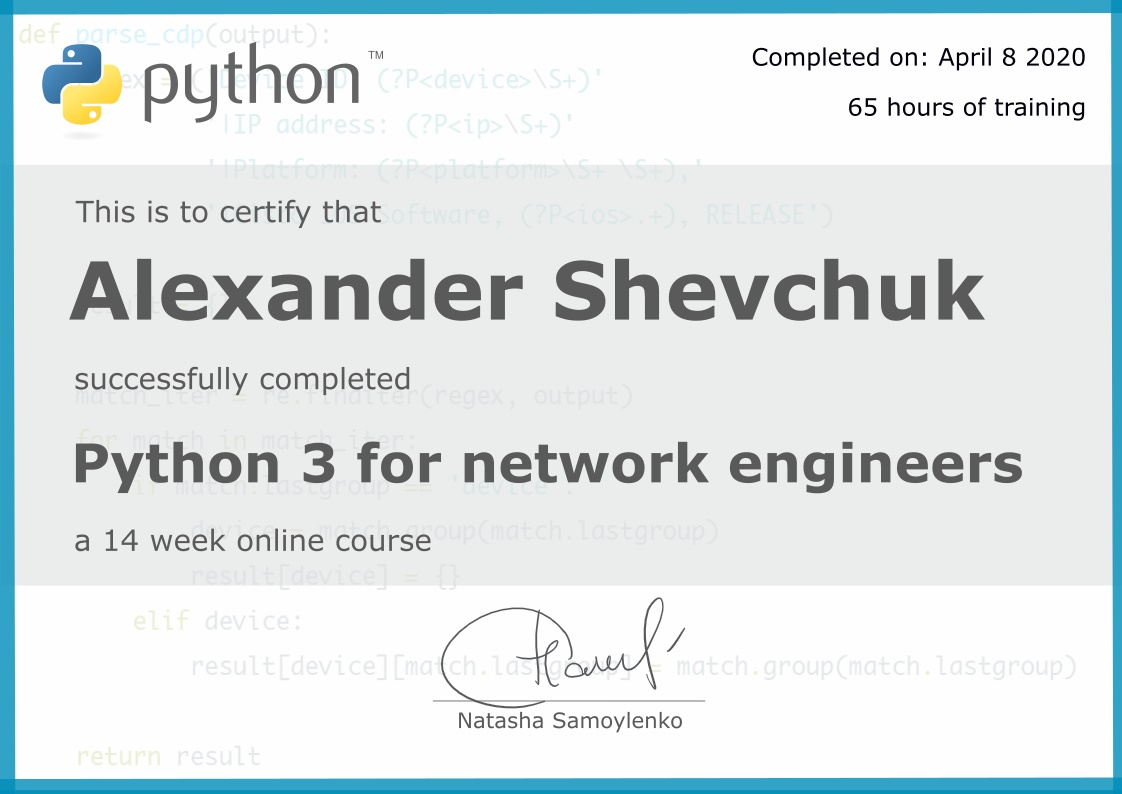 def parse_cdp(output):
python™
Completed on: April 8 2020
(?P<device>\S+)'
65 hours of training
|IP address: (?P<ip>\S+)'
'|Platform: (?P<platform>\S+ \S+),'
This is to certify that
Software, (?P<ios>.+), RELEASE')
Alexander Shevchuk
successfully completed
match_iter = re.finditer(regex, output)
for match in match_iter:
Python 3 for network engineers
if match.lastgroup == 'device':
device = match.group(match.lastgroup)
a 14 week online course
result[device] = {}
elif device:
result[device][match.lastgroup] = match.group(match.lastgroup)
Natasha Samoylenko
return result